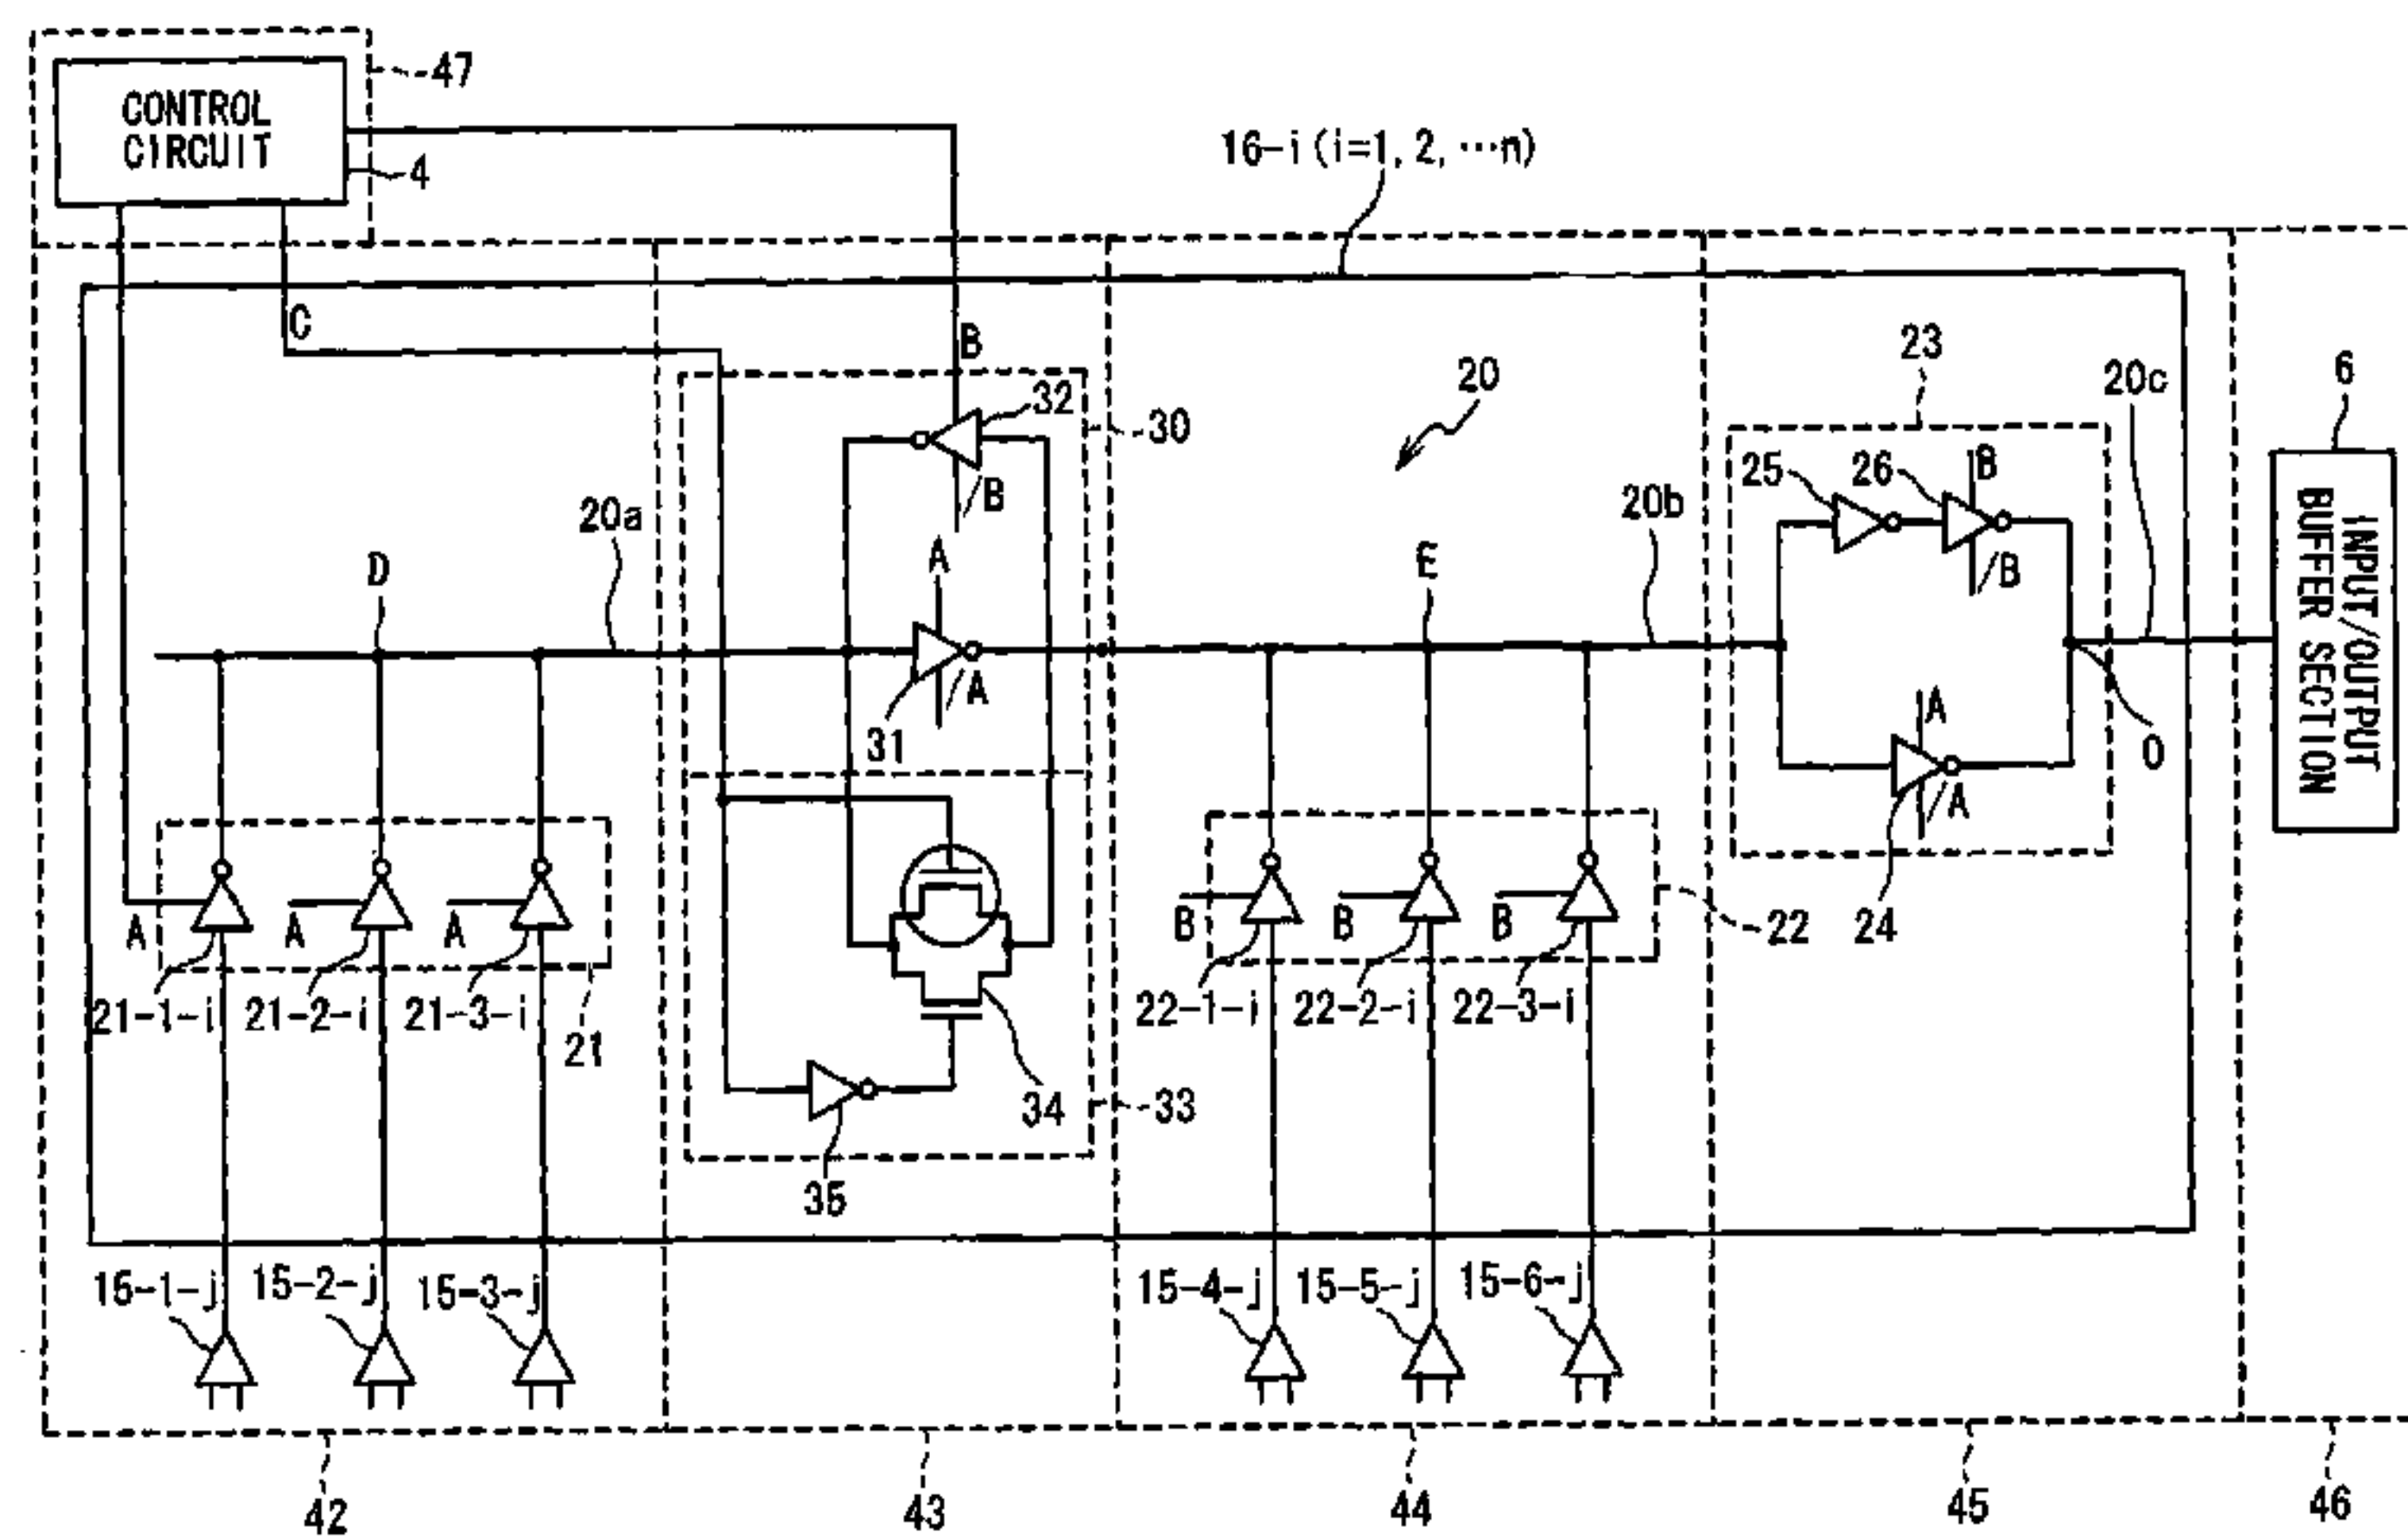 CONTROL
CIRCUIT
47
4
16-i(i=1, 2, ···n)
C
B
32
30
/B
20
23
20c
6
25
26
B
/B
20a
D
A
E
20b
INPUT/OUTPUT
BUFFER SECTION
31
/A
A
O
/A
24
A
A
A
B
B
B
22
21-1-i
21-2-i
21-3-i
21
22-1-i
22-2-i
22-3-i
34
33
35
15-1-j
15-2-j
15-3-j
15-4-j
15-5-j
15-6-j
42
43
44
45
46